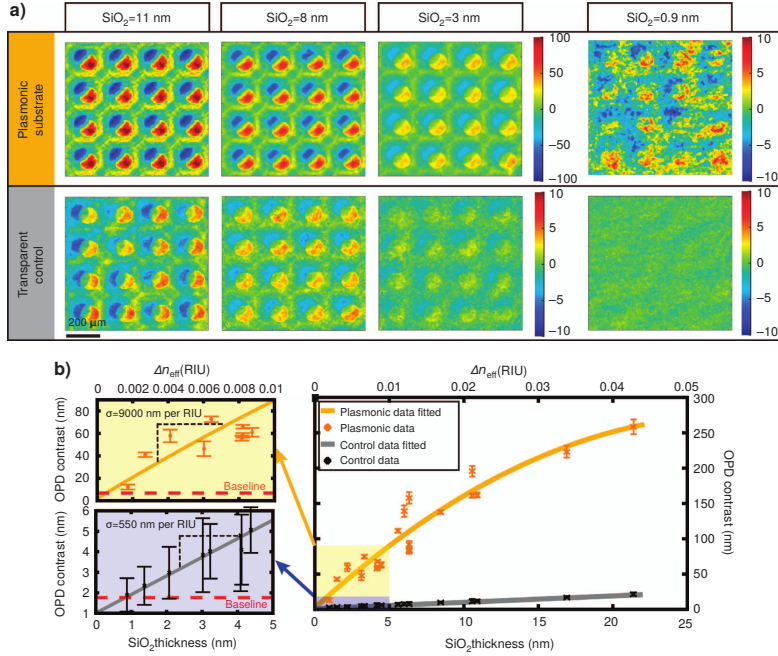 a)
SiO2=11 nm
SiO2=8 nm
SiO2=3 nm
SiO2=0.9 nm
Plasmonic
substrate
100
50
0
−50
−100
10
5
0
−5
−10
Transparent
control
200 µm
10
5
0
−5
−10
10
5
0
−5
−10
b)
Δneff(RIU)
0 0.002 0.004 0.006 0.008 0.01
OPD contrast (nm)
80
60
40
20
0
σ=9000 nm per RIU
Baseline
OPD contrast (nm)
6
5
4
3
2
1
σ=550 nm per RIU
Baseline
0 1 2 3 4 5
SiO2thickness (nm)
Δneff(RIU)
0 0.01 0.02 0.03 0.04 0.05
Plasmonic data fitted
Plasmonic data
Control data fitted
Control data
300
250
200
150
100
50
0
OPD contrast
(nm)
0 5 10 15 20 25
SiO2thickness (nm)